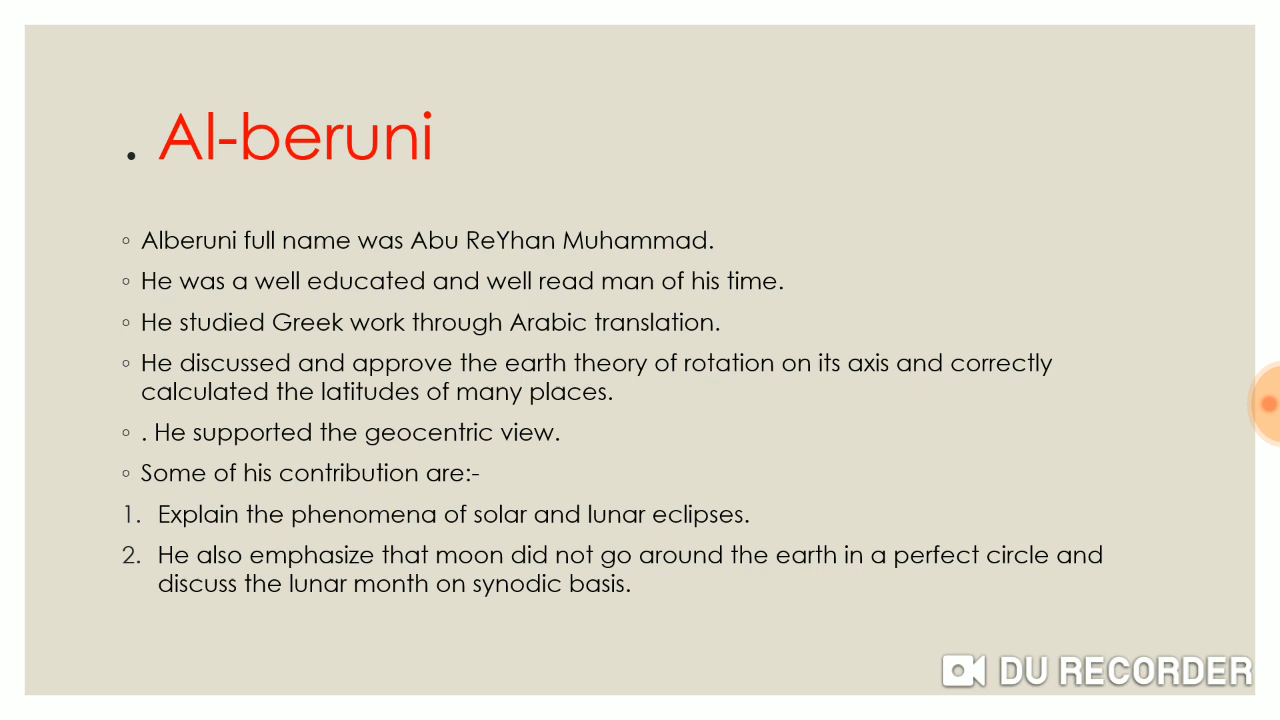 . Al-beruni
◦ Alberuni full name was Abu ReYhan Muhammad.
◦ He was a well educated and well read man of his time.
◦ He studied Greek work through Arabic translation.
◦ He discussed and approve the earth theory of rotation on its axis and correctly
calculated the latitudes of many places.
◦ . He supported the geocentric view.
◦ Some of his contribution are:-
1. Explain the phenomena of solar and lunar eclipses.
2. He also emphasize that moon did not go around the earth in a perfect circle and
discuss the lunar month on synodic basis.
DU RECORDER